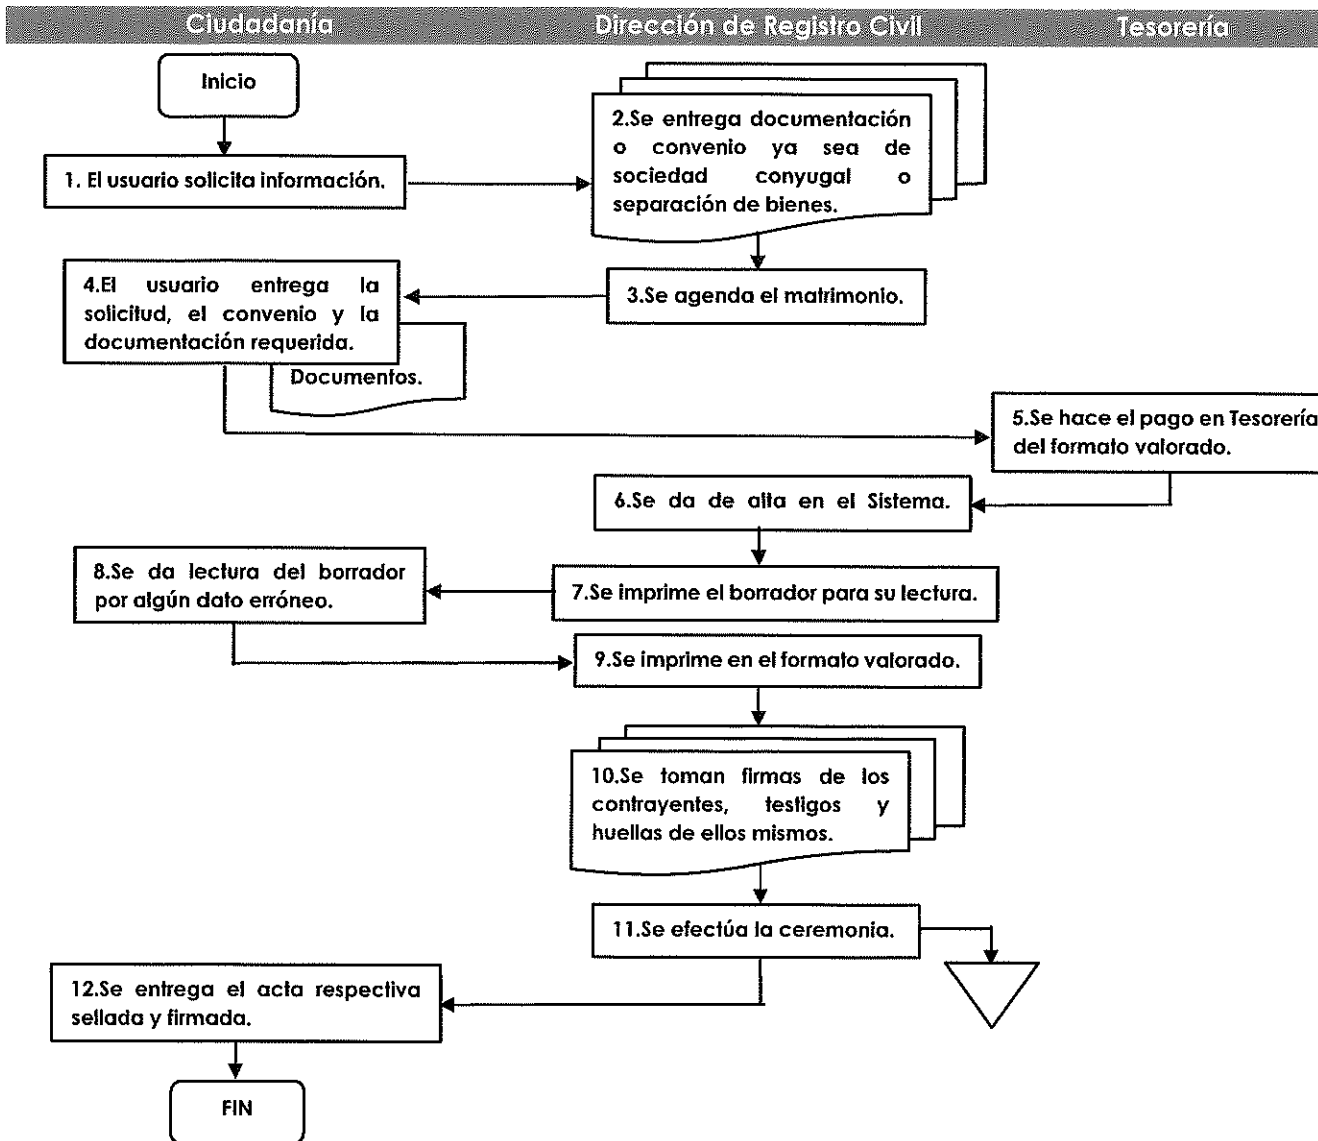 Ciudadanía Dirección de Registro Civil Tesorería
Inicio
1. El usuario solicita información.
2.Se entrega documentación
o convenio ya sea de
sociedad conyugal o
separación de bienes.
3.Se agenda el matrimonio.
4.El usuario entrega la
solicitud, el convenio y la
documentación requerida.
Documentos.
5.Se hace el pago en Tesorería
del formato valorado.
6.Se da de alta en el Sistema.
7.Se imprime el borrador para su lectura.
8.Se da lectura del borrador
por algún dato erróneo.
9.Se imprime en el formato valorado.
10.Se toman firmas de los
contrayentes, testigos y
huellas de ellos mismos.
11.Se efectúa la ceremonia.
12.Se entrega el acta respectiva
sellada y firmada.
FIN